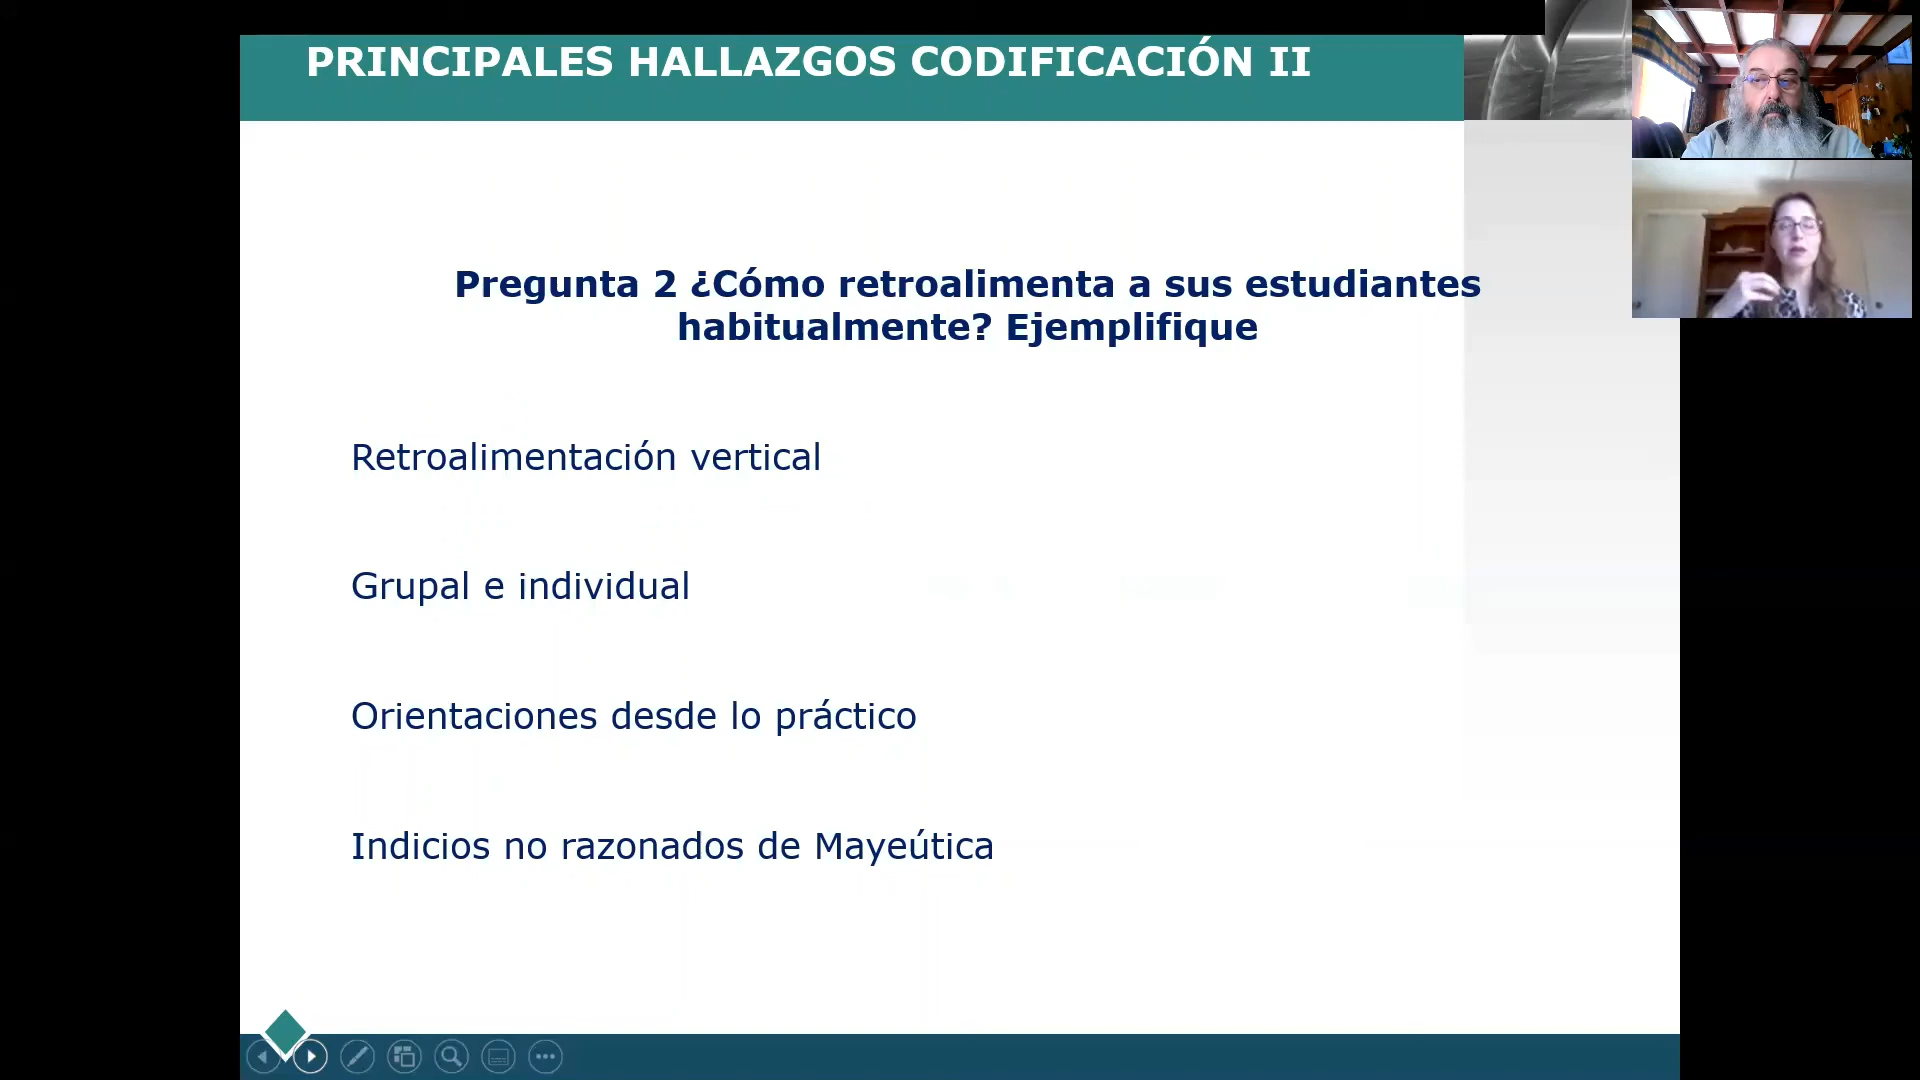 PRINCIPALES HALLAZGOS CODIFICACIÓN II
Pregunta 2 ¿Cómo retroalimenta a sus estudiantes
habitualmente? Ejemplifique
Retroalimentación vertical
Grupal e individual
Orientaciones desde lo práctico
Indicios no razonados de Mayeútica